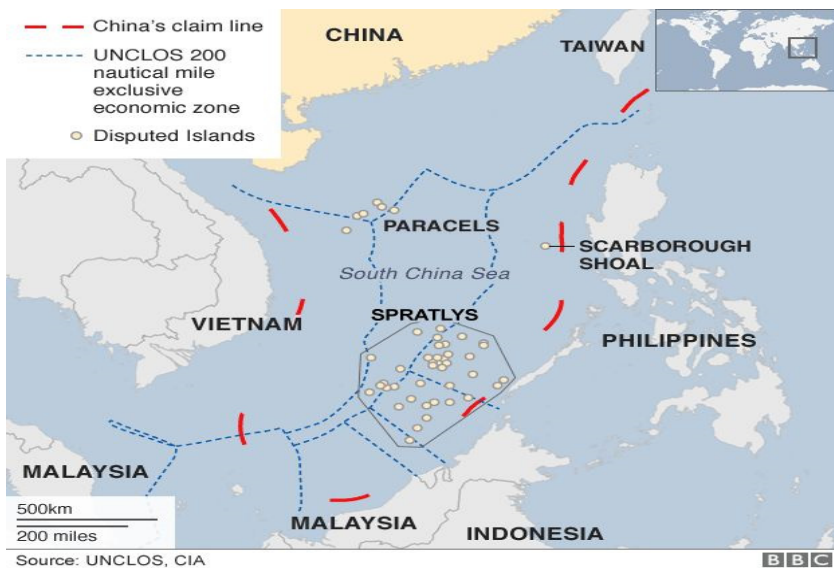 China's claim line
UNCLOS 200
nautical mile
exclusive
economic zone
Disputed Islands
CHINA
TAIWAN
PARACELS
SCARBOROUGH
SHOAL
South China Sea
SPRATLYS
VIETNAM
PHILIPPINES
MALAYSIA
500km
200 miles
MALAYSIA
INDONESIA
Source: UNCLOS, CIA
BBC